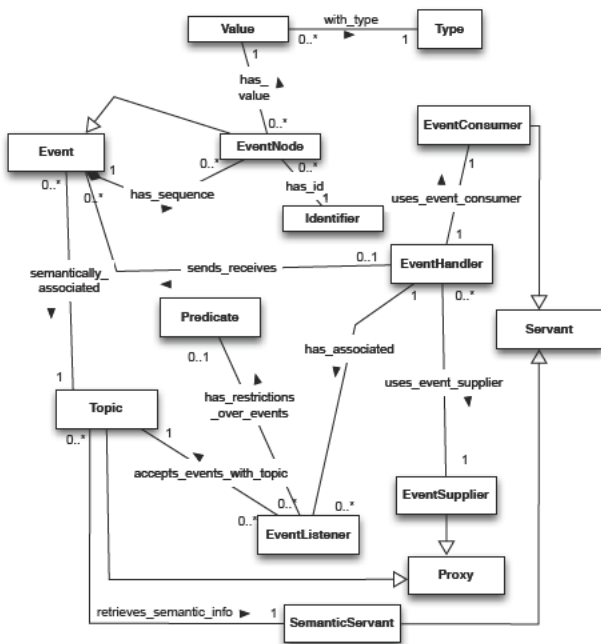 Value
with_type
Type
1
0..*
1
has_
value
0..*
EventConsumer
Event
EventNode
1
0..*
1
0..*
0..*
0..*
has_sequence
has_id
1
uses_event_consumer
Identifier
1
sends_receives
0..1
EventHandler
semantically_
associated
1
0..*
Predicate
Servant
0..1
has_associated
has_restrictions
_over_events
uses_event_supplier
1
Topic
0..*
1
accepts_events_with_topic
1
0..*
0..*
0..*
EventSupplier
EventListener
Proxy
retrieves_semantic_info
1
SemanticServant